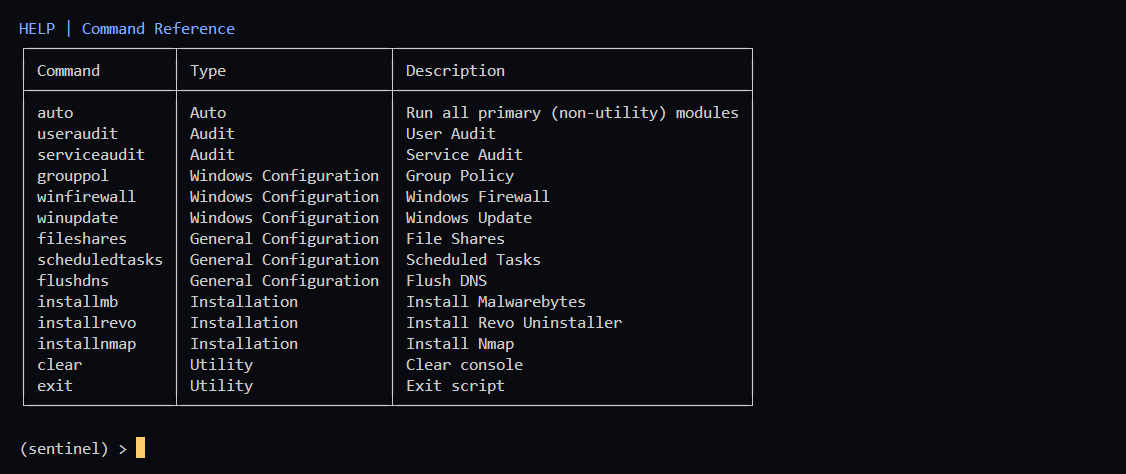 HELP | Command Reference
Command Type Description
auto Auto Run all primary (non-utility) modules
useraudit Audit User Audit
serviceaudit Audit Service Audit
grouppol Windows Configuration Group Policy
winfirewall Windows Configuration Windows Firewall
winupdate Windows Configuration Windows Update
fileshares General Configuration File Shares
scheduledtasks General Configuration Scheduled Tasks
flushdns General Configuration Flush DNS
installmb Installation Install Malwarebytes
installrevo Installation Install Revo Uninstaller
installnmap Installation Install Nmap
clear Utility Clear console
exit Utility Exit script
(sentinel) >